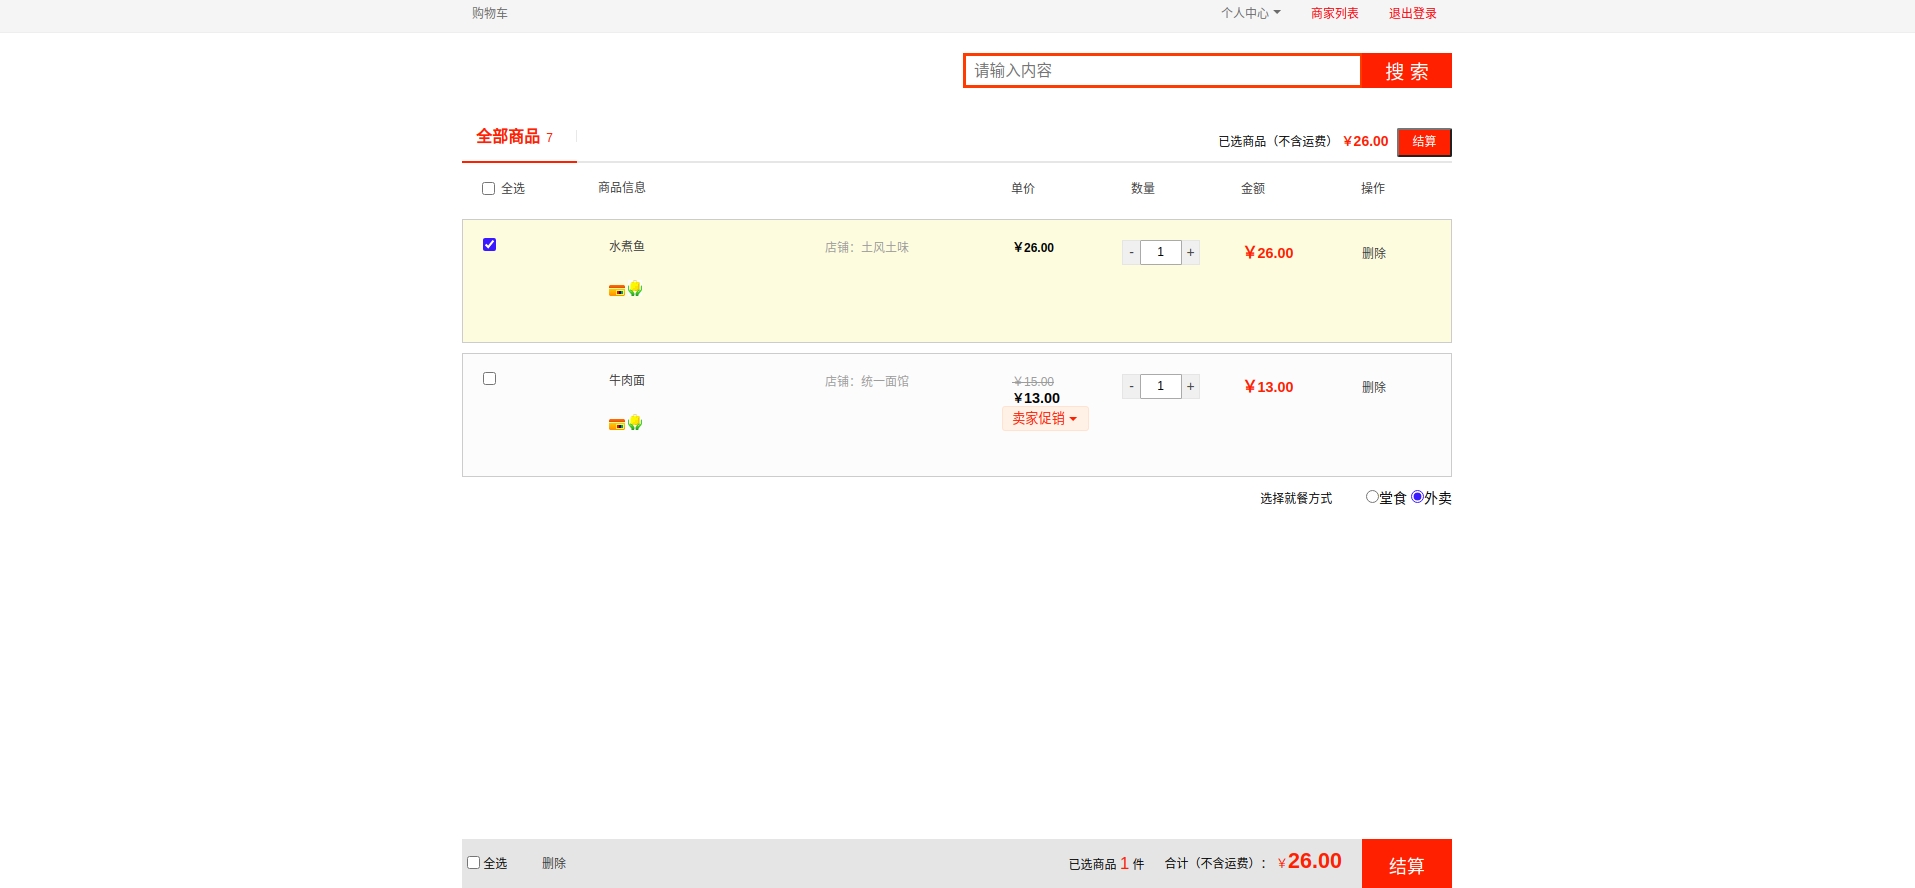 购物车 个人中心 商家列表 退出登录
请输入内容 搜 索
全部商品 7 已选商品（不含运费） ￥26.00 结算
全选 商品信息 单价 数量 金额 操作
水煮鱼 店铺：土风土味 ￥26.00 - 1 + ￥26.00 删除
牛肉面 店铺：统一面馆 ￥15.00 - 1 + ￥13.00 删除
￥13.00
卖家促销
选择就餐方式 堂食 外卖
全选 删除 已选商品 1 件 合计（不含运费）： ￥26.00 结算